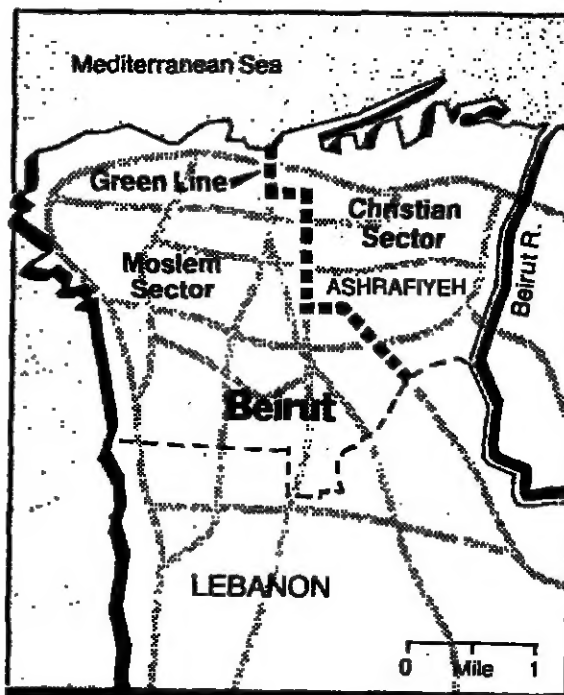 Mediterranean Sea
Green Line
Christian
Sector
Moslem
Sector
ASHRAFIYEH
Beirut R.
Beirut
LEBANON
0 Mile 1